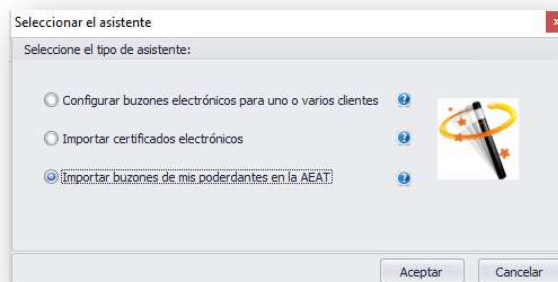 Seleccionar el asistente
Seleccione el tipo de asistente:
Configurar buzones electrónicos para uno o varios clientes
Importar certificados electrónicos
Importar buzones de mis poderdantes en la AEAT
Aceptar
Cancelar